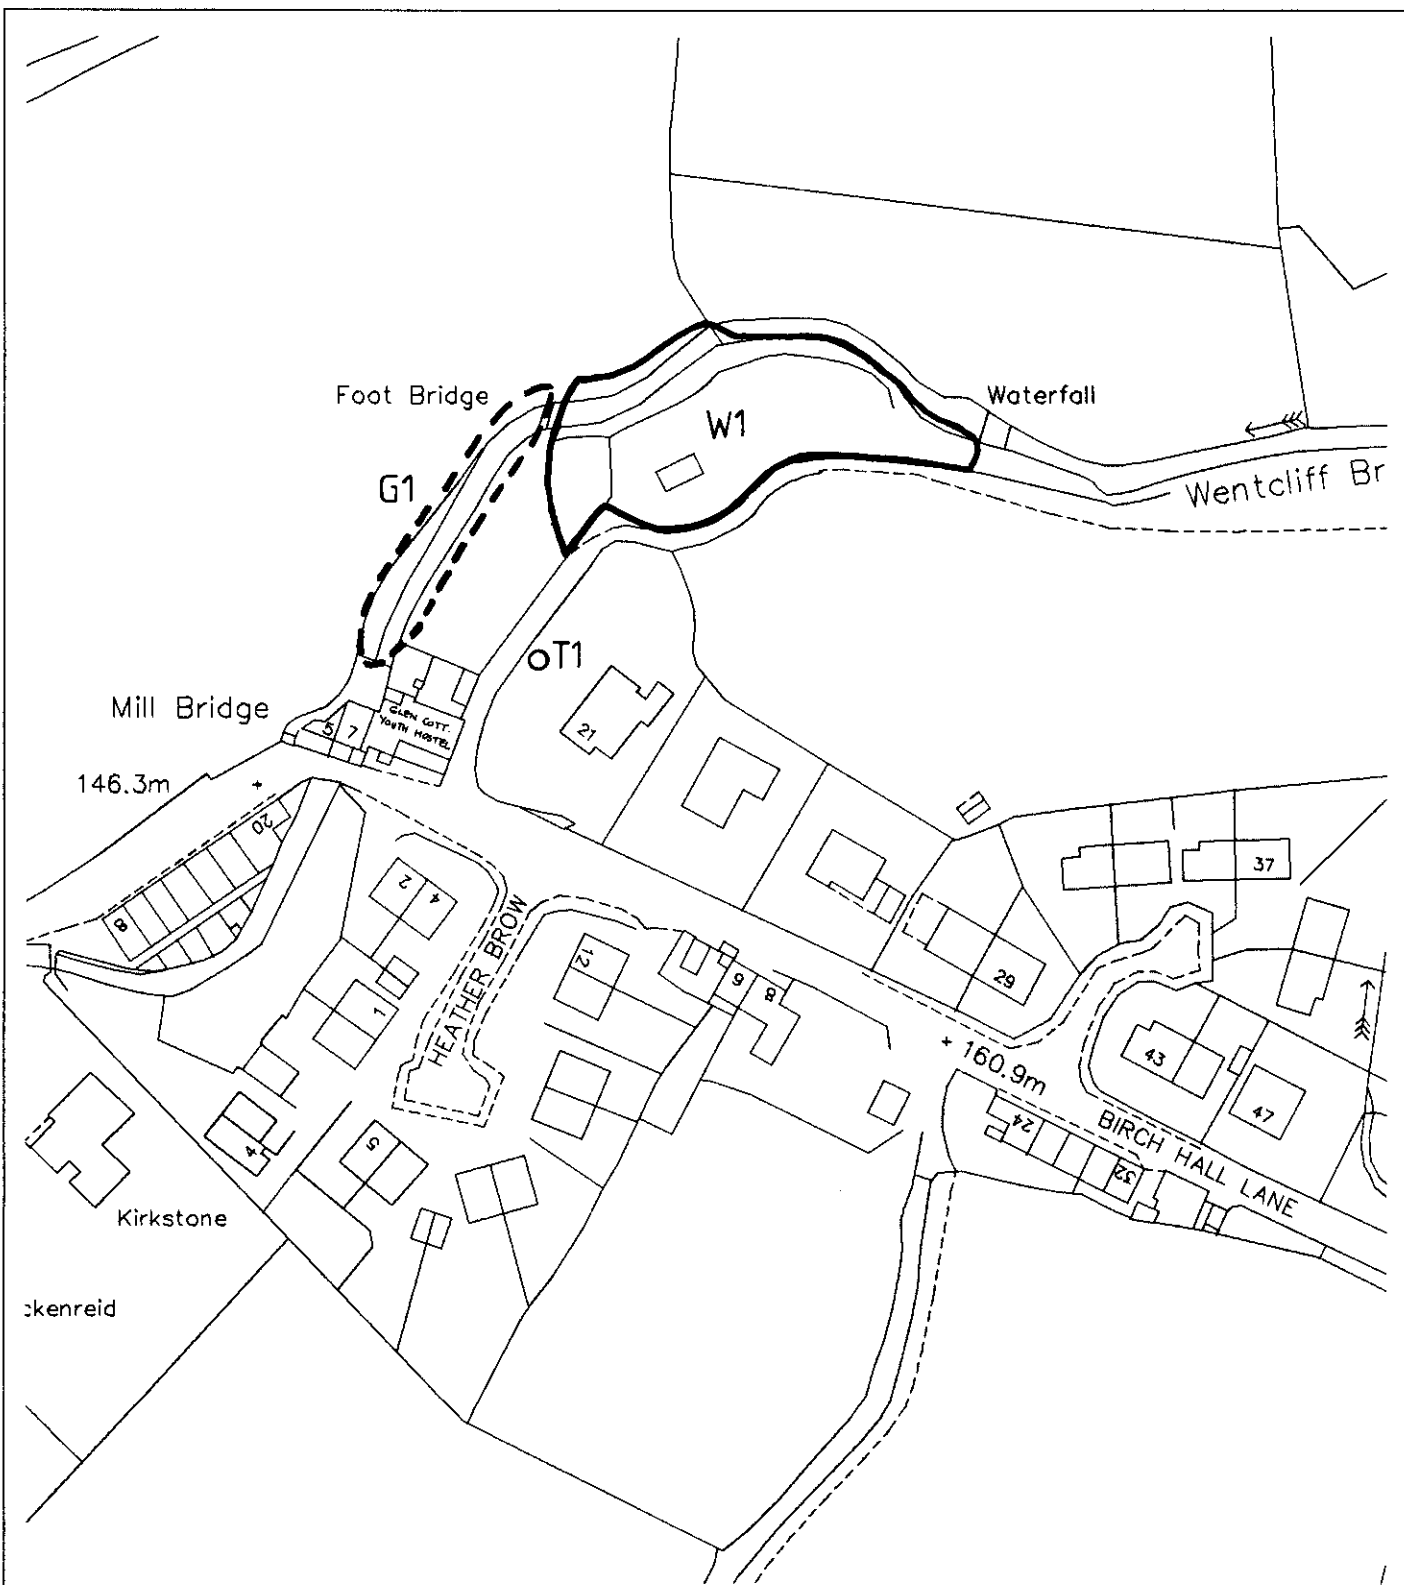 Foot Bridge
Waterfall
W1
G1
Wentcliff Br
T1
Mill Bridge
GLEN COTT.
YOUTH HOSTEL
5
7
21
146.3m
20
8
2
4
37
HEATHER BROW
12
6
8
29
1
160.9m
43
47
24
BIRCH HALL LANE
32
4
5
Kirkstone
ckenreid